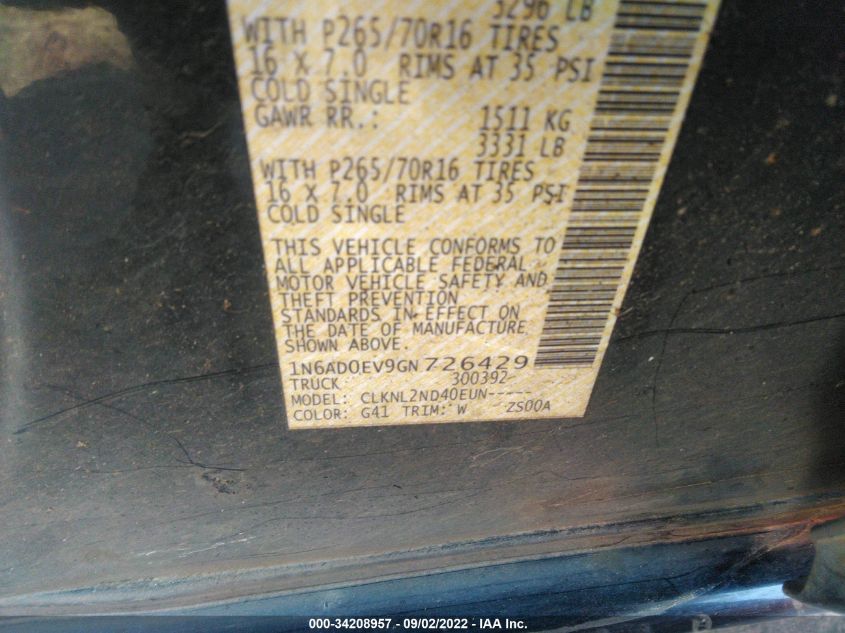 3296 LB
WITH P265/70R16 TIRES
16 X 7.0 RIMS AT 35 PSI
COLD SINGLE
GAWR RR.: 1511 KG
3331 LB
WITH P265/70R16 TIRES
16 X 7.0 RIMS AT 35 PSI
COLD SINGLE
THIS VEHICLE CONFORMS TO
ALL APPLICABLE FEDERAL
MOTOR VEHICLE SAFETY AND
THEFT PREVENTION
STANDARDS IN EFFECT ON
THE DATE OF MANUFACTURE
SHOWN ABOVE.
1N6AD0EV9GN726429
TRUCK 300392
MODEL: CLKNL2ND40EUN-----
COLOR: G41 TRIM: W ZS00A
000-34208957 - 09/02/2022 - IAA Inc.